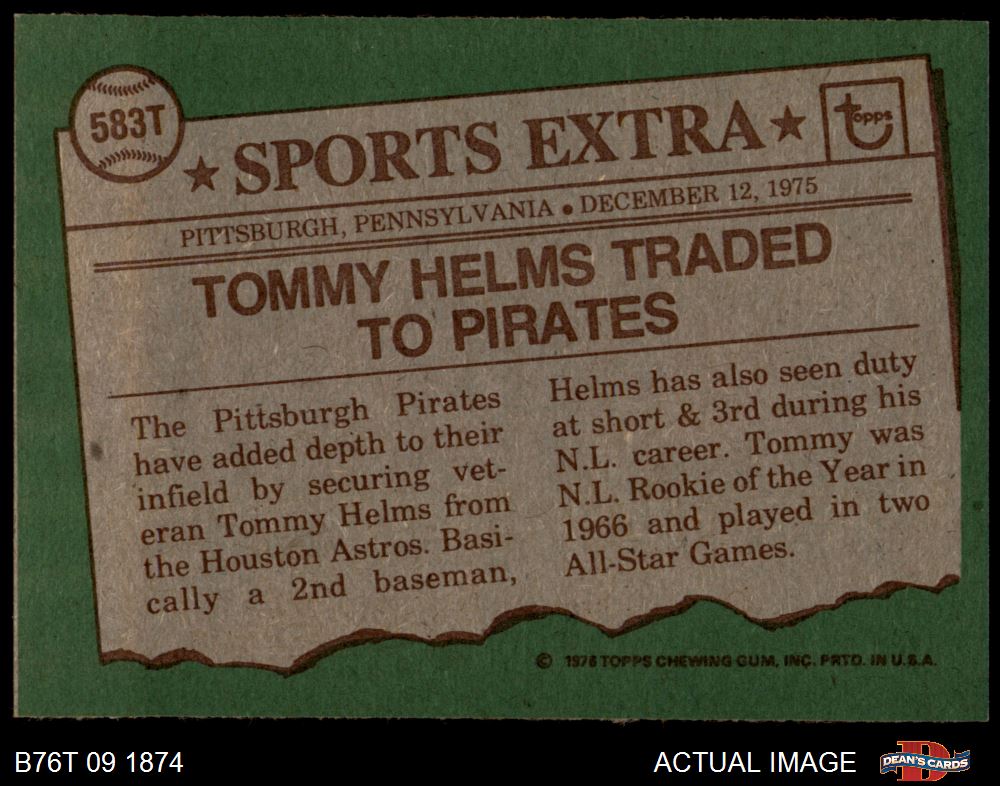 583T
★ SPORTS EXTRA ★
topps
PITTSBURGH, PENNSYLVANIA • DECEMBER 12, 1975
TOMMY HELMS TRADED
TO PIRATES
The Pittsburgh Pirates
have added depth to their
infield by securing vet-
eran Tommy Helms from
the Houston Astros. Basi-
cally a 2nd baseman,
Helms has also seen duty
at short & 3rd during his
N.L. career. Tommy was
N.L. Rookie of the Year in
1966 and played in two
All-Star Games.
© 1976 TOPPS CHEWING GUM, INC. PRTD. IN U.S.A.
B76T 09 1874
ACTUAL IMAGE
DEAN'S CARDS